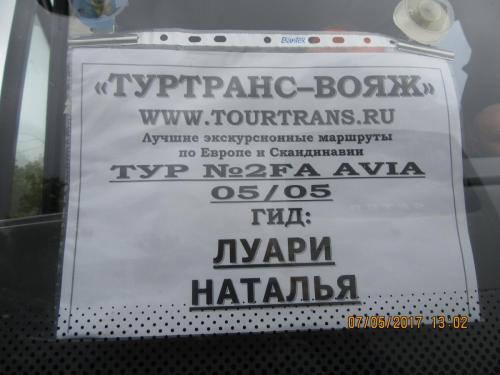 Bantex
«ТУРТРАНС–ВОЯЖ»
WWW.TOURTRANS.RU
Лучшие экскурсионные маршруты
по Европе и Скандинавии
ТУР №2FA AVIA
05/05
ГИД:
ЛУАРИ
НАТАЛЬЯ
07/05/2017 13:02